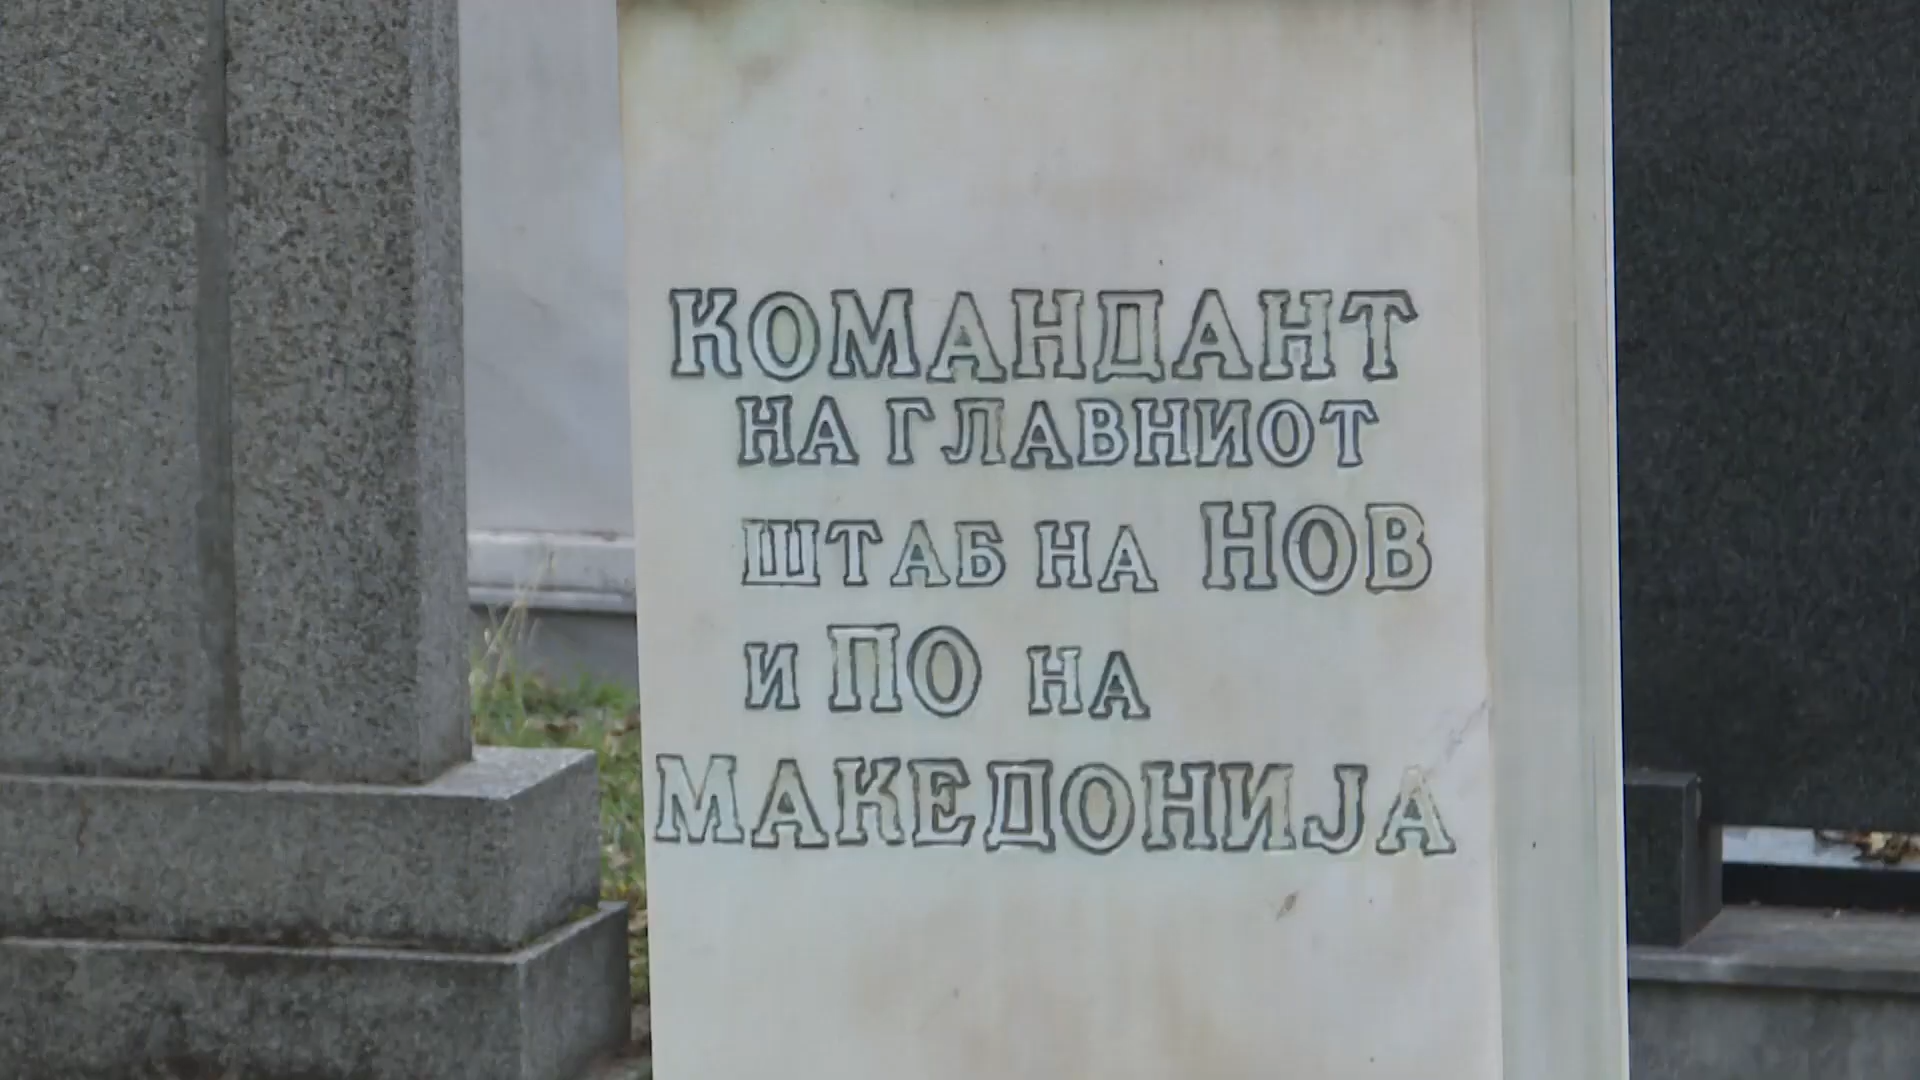 КОМАНДАНТ
НА ГЛАВНИОТ
ШТАБ НА НОВ
И ПО НА
МАКЕДОНИЈА